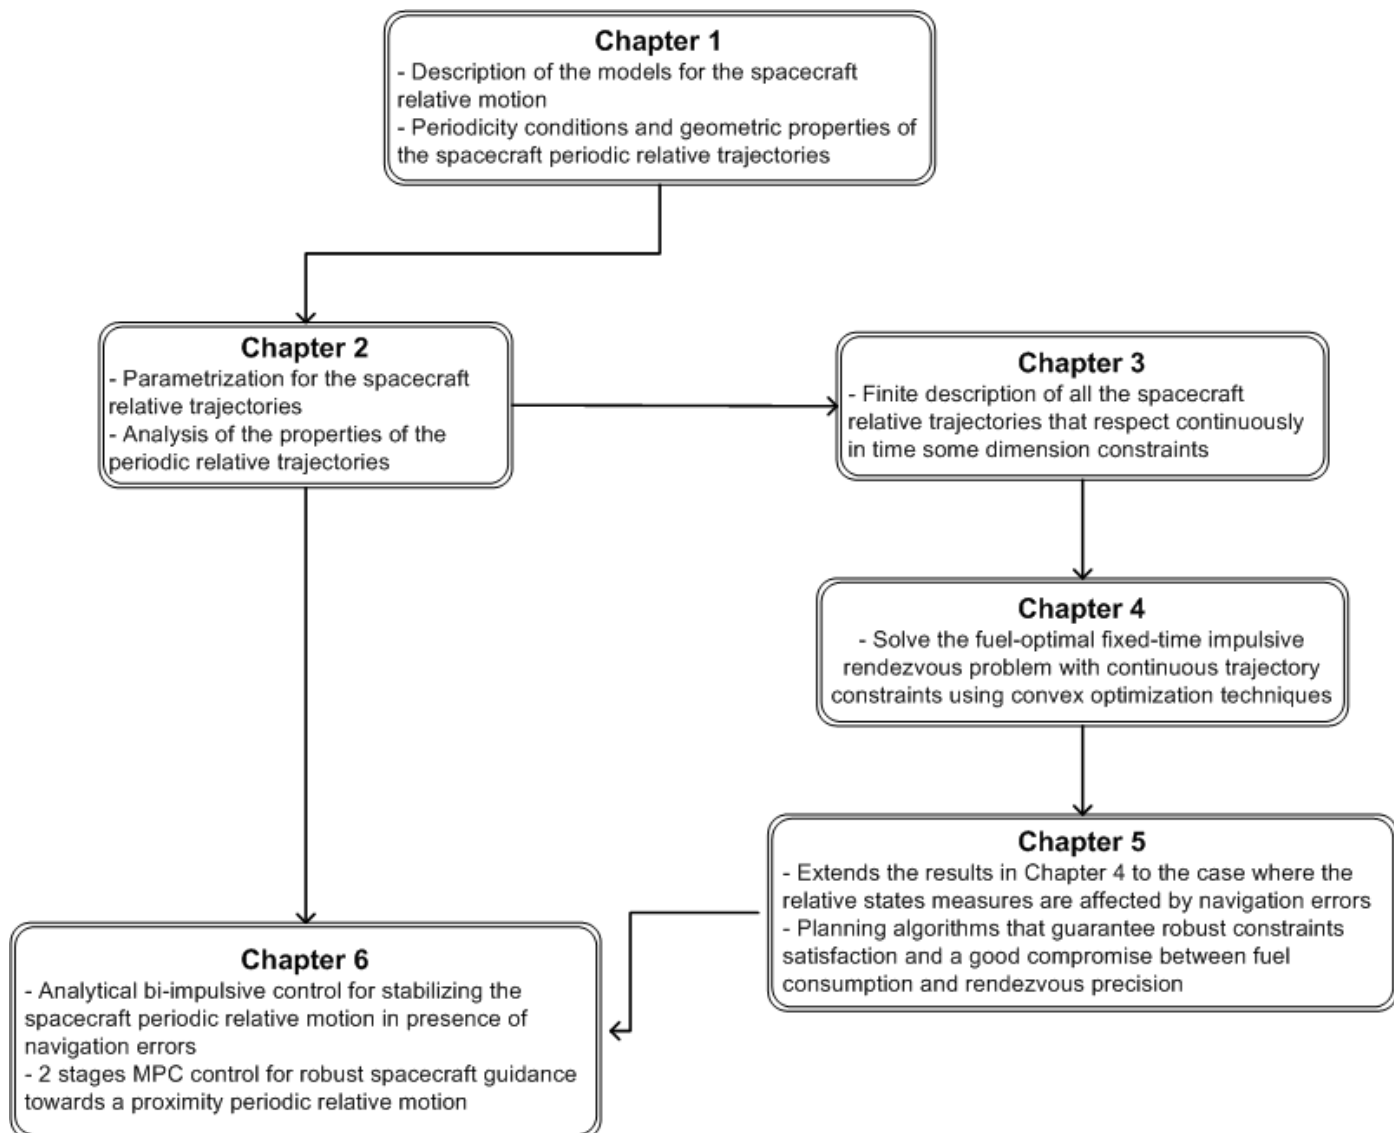 Chapter 1
- Description of the models for the spacecraft
relative motion
- Periodicity conditions and geometric properties of
the spacecraft periodic relative trajectories
Chapter 2
- Parametrization for the spacecraft
relative trajectories
- Analysis of the properties of the
periodic relative trajectories
Chapter 3
- Finite description of all the spacecraft
relative trajectories that respect continuously
in time some dimension constraints
Chapter 4
- Solve the fuel-optimal fixed-time impulsive
rendezvous problem with continuous trajectory
constraints using convex optimization techniques
Chapter 5
- Extends the results in Chapter 4 to the case where the
relative states measures are affected by navigation errors
- Planning algorithms that guarantee robust constraints
satisfaction and a good compromise between fuel
consumption and rendezvous precision
Chapter 6
- Analytical bi-impulsive control for stabilizing the
spacecraft periodic relative motion in presence of
navigation errors
- 2 stages MPC control for robust spacecraft guidance
towards a proximity periodic relative motion